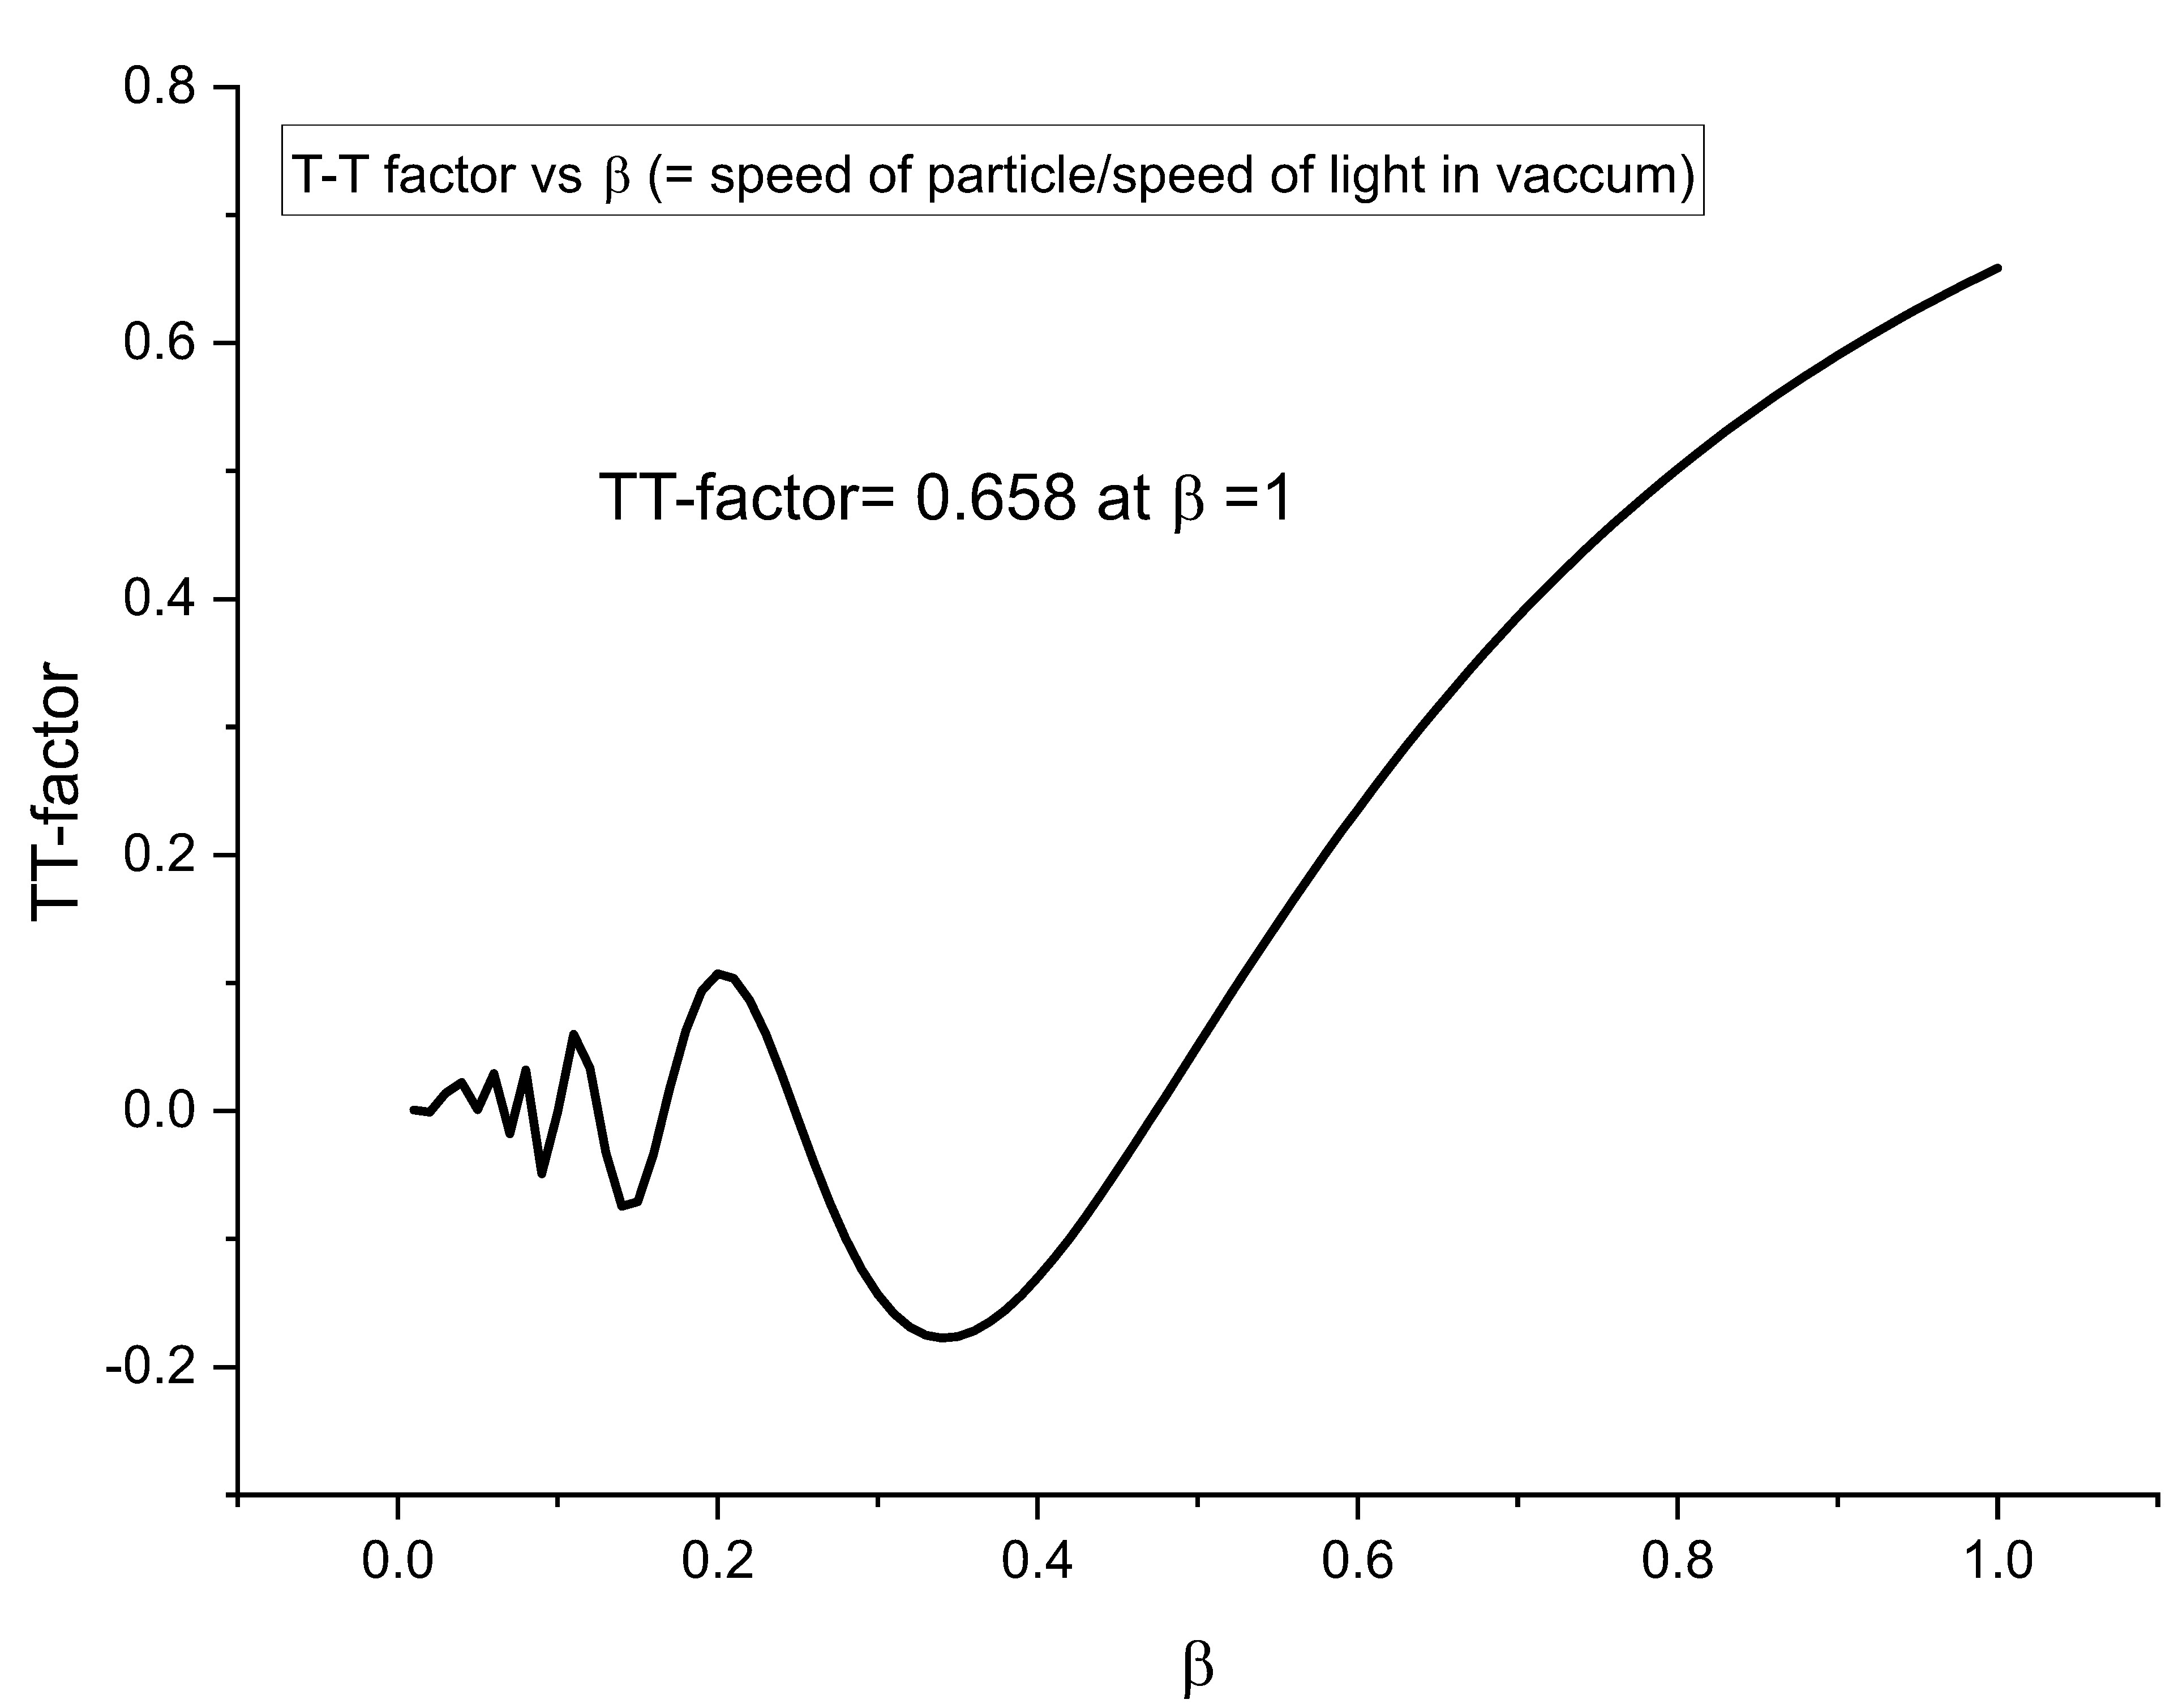 0.8
T-T factor vs β (= speed of particle/speed of light in vaccum)
0.6
TT-factor= 0.658 at β =1
0.4
TT-factor
0.2
0.0
-0.2
0.0 0.2 0.4 0.6 0.8 1.0
β